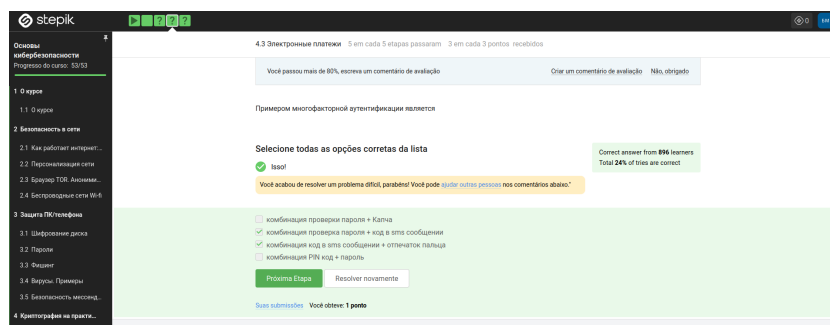 stepik
? ? ?
0
EM
Основы
кибербезопасности
Progresso do curso: 53/53
1 О курсе
1.1 О курсе
2 Безопасность в сети
2.1 Как работает интернет:...
2.2 Персонализация сети
2.3 Браузер TOR. Анонимн...
2.4 Беспроводные сети Wi-fi
3 Защита ПК/телефона
3.1 Шифрование диска
3.2 Пароли
3.3 Фишинг
3.4 Вирусы. Примеры
3.5 Безопасность мессенд...
4 Криптография на практи...
4.3 Электронные платежи 5 em cada 5 etapas passaram 3 em cada 3 pontos recebidos
Você passou mais de 80%, escreva um comentário de avaliação Criar um comentário de avaliação Não, obrigado
Примером многофакторной аутентификации является
Selecione todas as opções corretas da lista
Isso!
Você acabou de resolver um problema difícil, parabéns! Você pode ajudar outras pessoas nos comentários abaixo."
Correct answer from 896 learners
Total 24% of tries are correct
комбинация проверки пароля + Капча
комбинация проверка пароля + код в sms сообщении
комбинация код в sms сообщении + отпечаток пальца
комбинация PIN код + пароль
Próxima Etapa Resolver novamente
Suas submissões Você obteve: 1 ponto